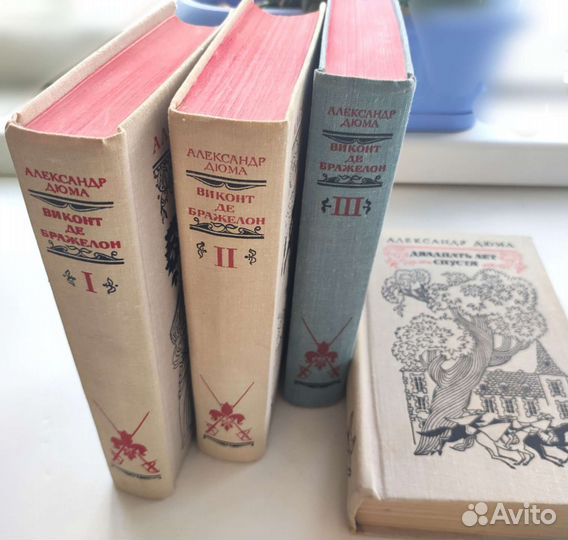 АЛЕКСАНДР
ДЮМА
ВИКОНТ
ДЕ
БРАЖЕЛОН
I
АЛЕКСАНДР
ДЮМА
ВИКОНТ
ДЕ
БРАЖЕЛОН
II
АЛЕКСАНДР
ДЮМА
ВИКОНТ
ДЕ
БРАЖЕЛОН
III
АЛЕКСАНДР ДЮМА
ДВАДЦАТЬ ЛЕТ
СПУСТЯ
Avito